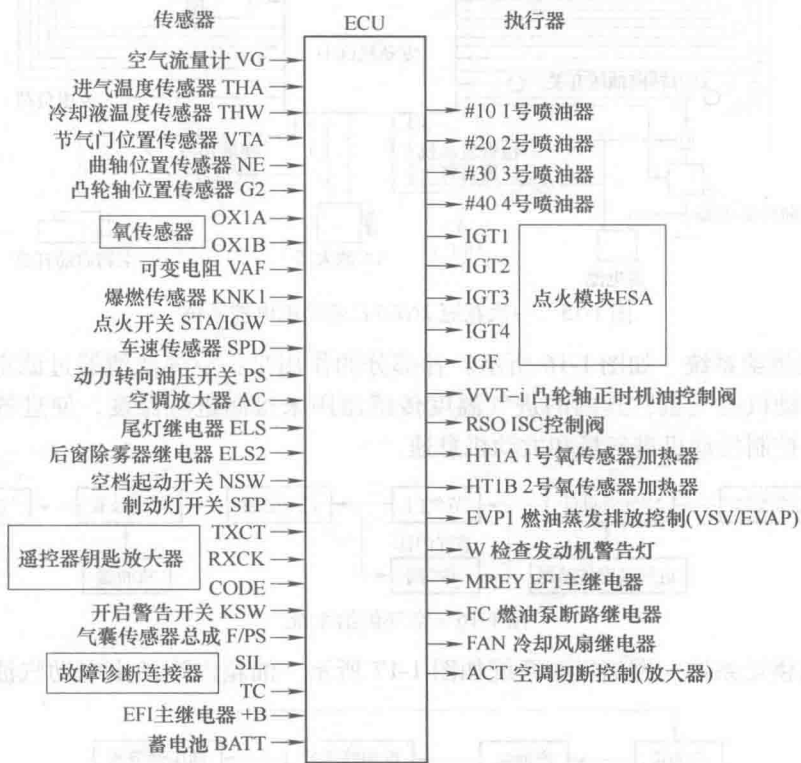 传感器
ECU
执行器
空气流量计 VG
进气温度传感器 THA
冷却液温度传感器 THW
节气门位置传感器 VTA
曲轴位置传感器 NE
凸轮轴位置传感器 G2
氧传感器
OX1A
OX1B
可变电阻 VAF
爆燃传感器 KNK1
点火开关 STA/IGW
车速传感器 SPD
动力转向油压开关 PS
空调放大器 AC
尾灯继电器 ELS
后窗除雾器继电器 ELS2
空档起动开关 NSW
制动灯开关 STP
遥控器钥匙放大器
TXCT
RXCK
CODE
开启警告开关 KSW
气囊传感器总成 F/PS
故障诊断连接器
SIL
TC
EFI主继电器 +B
蓄电池 BATT
#10 1号喷油器
#20 2号喷油器
#30 3号喷油器
#40 4号喷油器
IGT1
IGT2
IGT3
IGT4
IGF
点火模块ESA
VVT-i 凸轮轴正时机油控制阀
RSO ISC控制阀
HT1A 1号氧传感器加热器
HT1B 2号氧传感器加热器
EVP1 燃油蒸发排放控制(VSV/EVAP)
W 检查发动机警告灯
MREY EFI主继电器
FC 燃油泵断路继电器
FAN 冷却风扇继电器
ACT 空调切断控制(放大器)